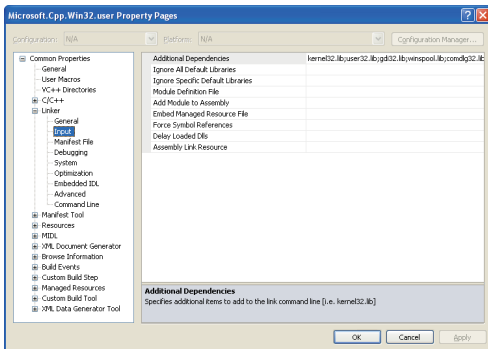 Microsoft.Cpp.Win32.user Property Pages
Configuration: N/A Platform: N/A Configuration Manager...
Common Properties
General
User Macros
VC++ Directories
C/C++
Linker
General
Input
Manifest File
Debugging
System
Optimization
Embedded IDL
Advanced
Command Line
Manifest Tool
Resources
MIDL
XML Document Generator
Browse Information
Build Events
Custom Build Step
Managed Resources
Custom Build Tool
XML Data Generator Tool
Additional Dependencies kernel32.lib;user32.lib;gdi32.lib;winspool.lib;comdlg32.lib
Ignore All Default Libraries
Ignore Specific Default Libraries
Module Definition File
Add Module to Assembly
Embed Managed Resource File
Force Symbol References
Delay Loaded Dlls
Assembly Link Resource
Additional Dependencies
Specifies additional items to add to the link command line [i.e. kernel32.lib]
OK Cancel Apply